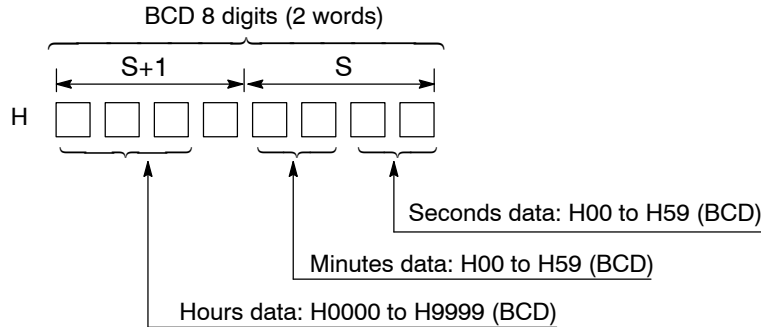 BCD 8 digits (2 words)
S+1 S
H
Seconds data: H00 to H59 (BCD)
Minutes data: H00 to H59 (BCD)
Hours data: H0000 to H9999 (BCD)